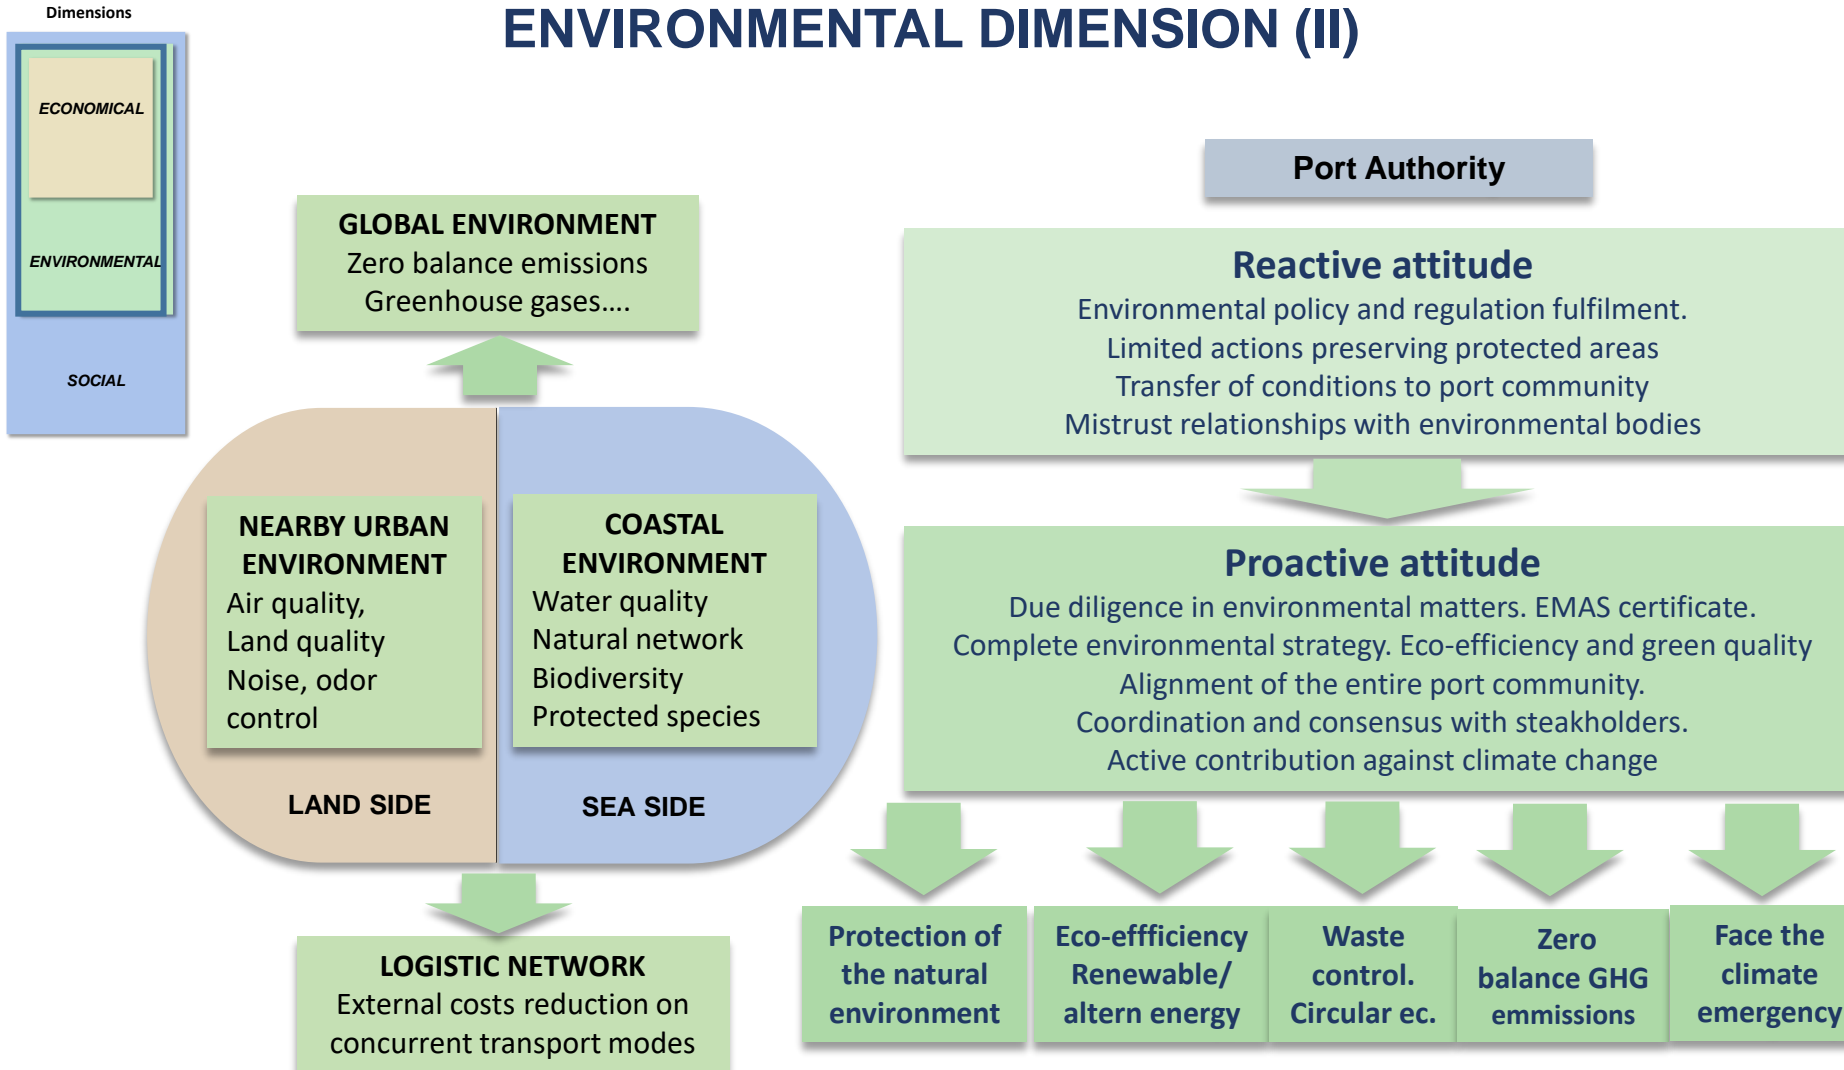 Dimensions
ENVIRONMENTAL DIMENSION (II)
ECONOMICAL
ENVIRONMENTAL
SOCIAL
GLOBAL ENVIRONMENT
Zero balance emissions
Greenhouse gases....
NEARBY URBAN
ENVIRONMENT
Air quality,
Land quality
Noise, odor
control
LAND SIDE
COASTAL
ENVIRONMENT
Water quality
Natural network
Biodiversity
Protected species
SEA SIDE
LOGISTIC NETWORK
External costs reduction on
concurrent transport modes
Port Authority
Reactive attitude
Environmental policy and regulation fulfilment.
Limited actions preserving protected areas
Transfer of conditions to port community
Mistrust relationships with environmental bodies
Proactive attitude
Due diligence in environmental matters. EMAS certificate.
Complete environmental strategy. Eco-efficiency and green quality
Alignment of the entire port community.
Coordination and consensus with steakholders.
Active contribution against climate change
Protection of
the natural
environment
Eco-effficiency
Renewable/
altern energy
Waste
control.
Circular ec.
Zero
balance GHG
emmissions
Face the
climate
emergency